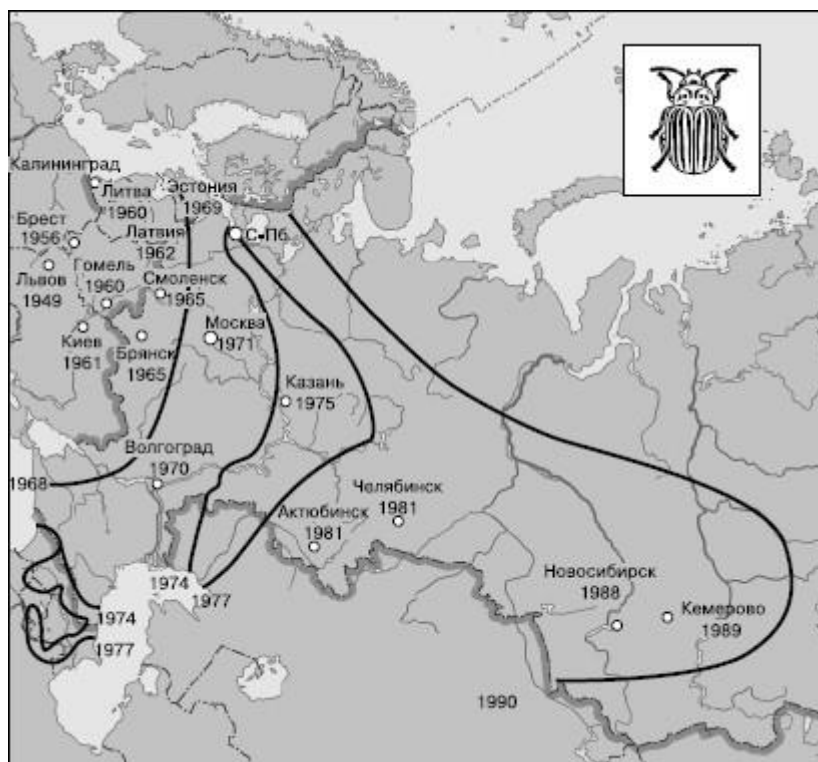 Калининград
Литва
1960
Эстония
1969
Брест
1956
Латвия
1962
С-Пб.
Львов
1949
Гомель
1960
Смоленск
1965
Киев
1961
Брянск
1965
Москва
1971
Казань
1975
Волгоград
1970
1968
Челябинск
1981
Актюбинск
1981
1974
1977
1974
1977
Новосибирск
1988
Кемерово
1989
1990